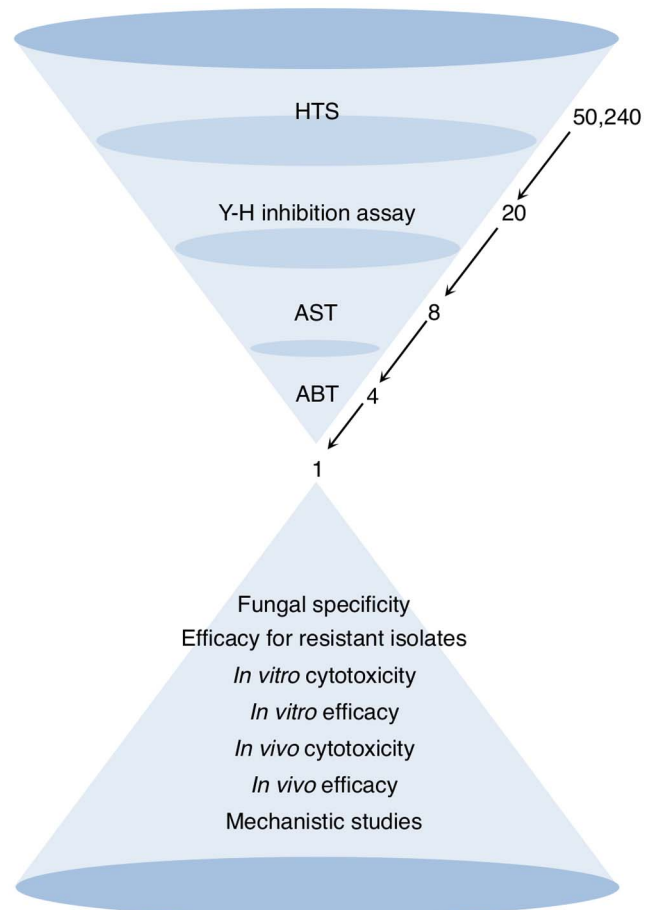 HTS
50,240
Y-H inhibition assay
20
AST
8
ABT
4
1
Fungal specificity
Efficacy for resistant isolates
In vitro cytotoxicity
In vitro efficacy
In vivo cytotoxicity
In vivo efficacy
Mechanistic studies